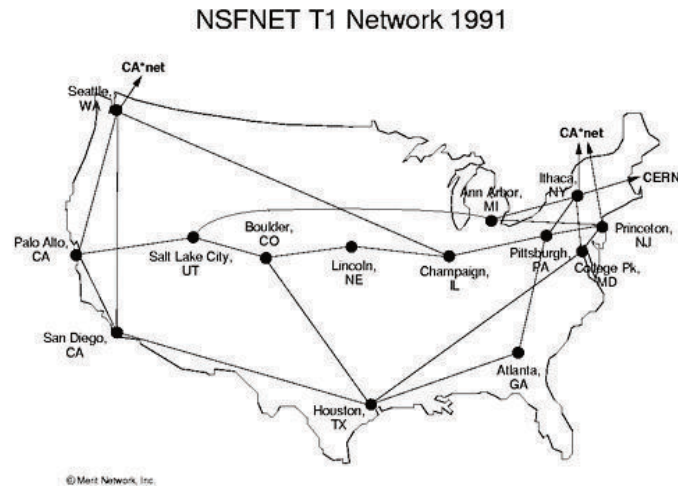 NSFNET T1 Network 1991
CA*net
Seattle,
WA
CA*net
Ithaca,
NY
CERN
Ann Arbor,
MI
Boulder,
CO
Princeton,
NJ
Palo Alto,
CA
Salt Lake City,
UT
Lincoln,
NE
Champaign,
IL
Pittsburgh,
PA
College Pk,
MD
San Diego,
CA
Atlanta,
GA
Houston,
TX
© Merit Network, Inc.